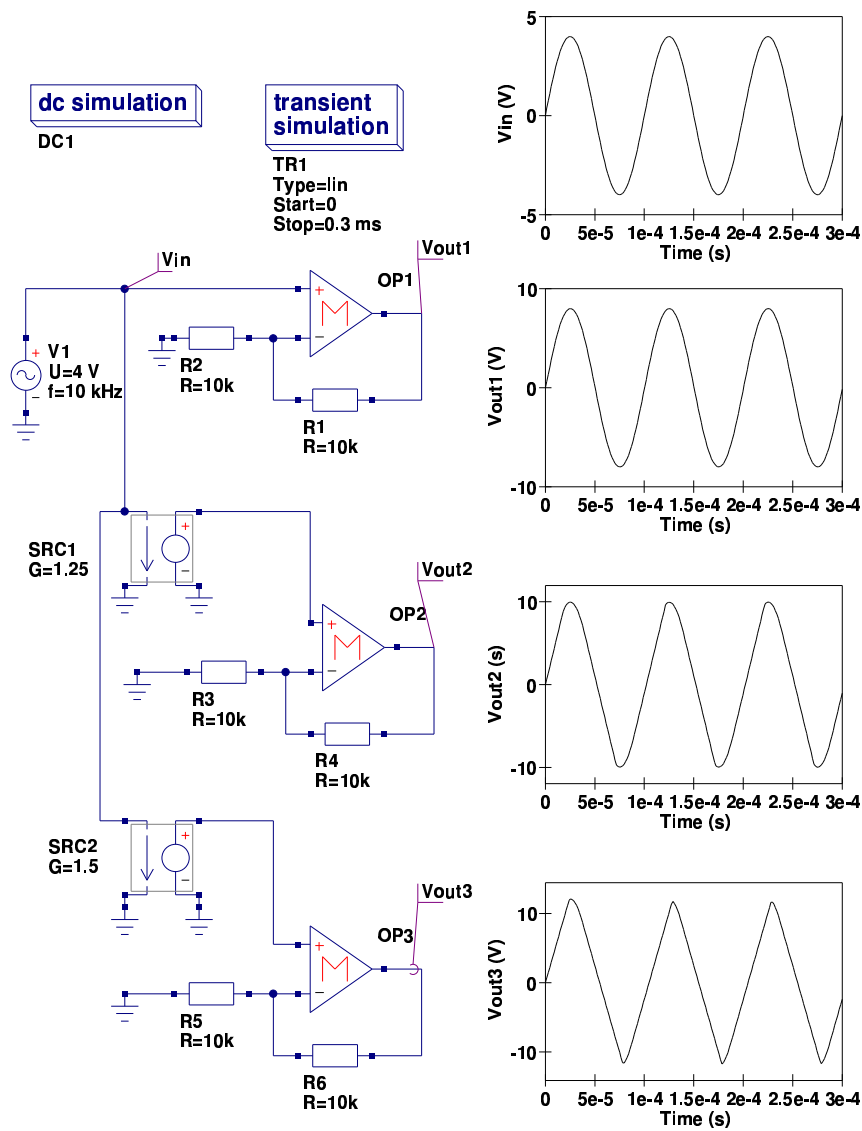 dc simulation
DC1
transient
simulation
TR1
Type=lin
Start=0
Stop=0.3 ms
Vin
Vout1
OP1
+
−
V1
U=4 V
f=10 kHz
+
−
R2
R=10k
R1
R=10k
SRC1
G=1.25
+
−
Vout2
OP2
+
−
R3
R=10k
R4
R=10k
SRC2
G=1.5
+
−
Vout3
OP3
+
−
R5
R=10k
R6
R=10k
Vin (V)
5
0
-5
0 5e-5 1e-4 1.5e-4 2e-4 2.5e-4 3e-4
Time (s)
Vout1 (V)
10
0
-10
0 5e-5 1e-4 1.5e-4 2e-4 2.5e-4 3e-4
Time (s)
Vout2 (s)
10
0
-10
0 5e-5 1e-4 1.5e-4 2e-4 2.5e-4 3e-4
Time (s)
Vout3 (V)
10
0
-10
0 5e-5 1e-4 1.5e-4 2e-4 2.5e-4 3e-4
Time (s)